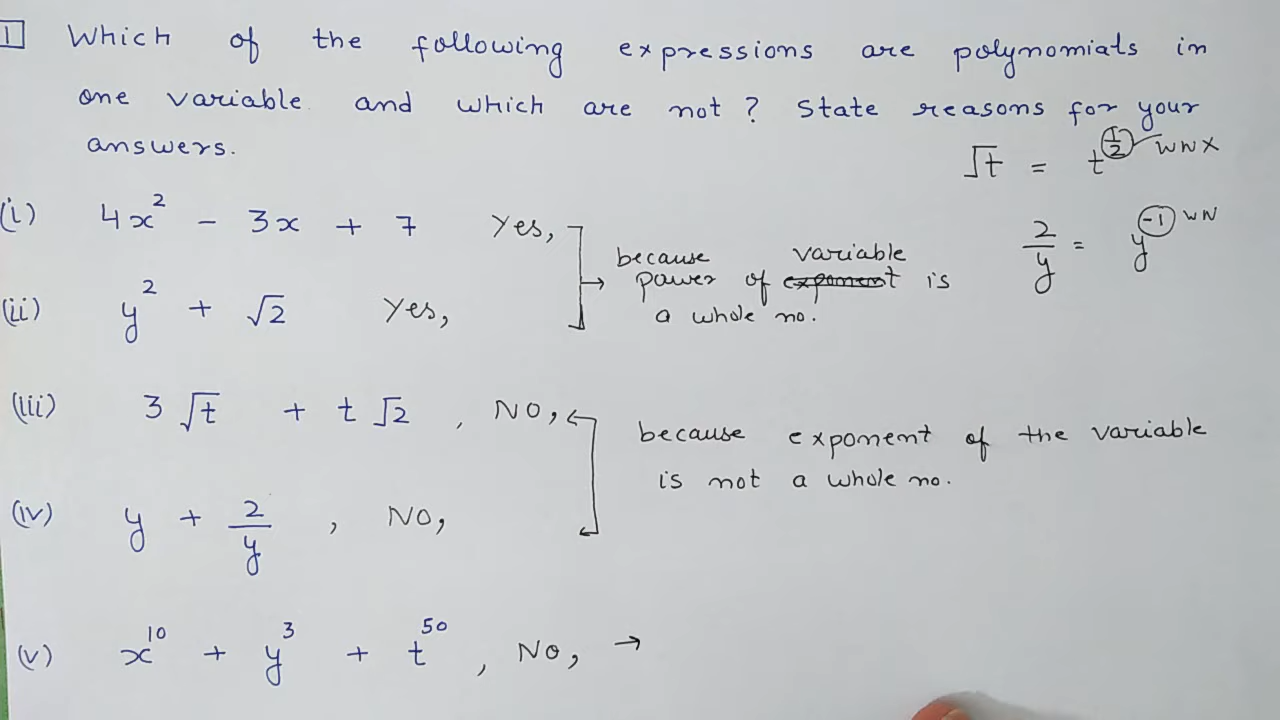 1 Which of the following expressions are polynomials in
one variable and which are not? State reasons for your
answers.
√t = t^(1/2) WN X
(i) 4x² - 3x + 7 Yes,
2/y = y^(-1) WN
because variable
power of exponent is
a whole no.
(ii) y² + √2 Yes,
(iii) 3 √t + t √2 , NO,
because exponent of the variable
is not a whole no.
(iv) y + 2/y , NO,
(v) x¹⁰ + y³ + t⁵⁰ , No, →